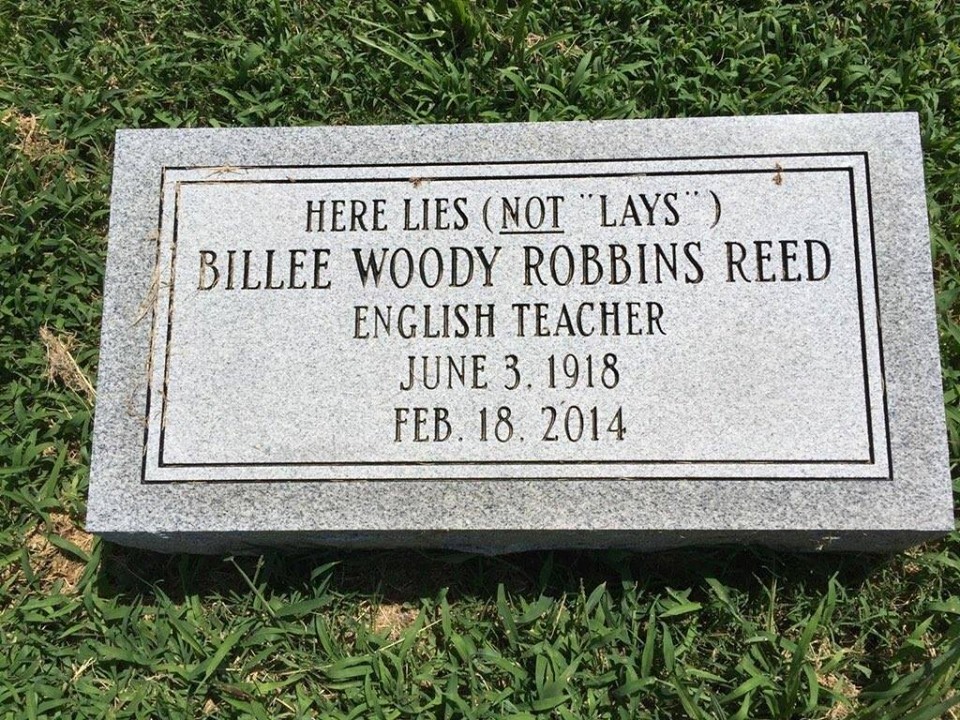 HERE LIES (NOT "LAYS")
BILLEE WOODY ROBBINS REED
ENGLISH TEACHER
JUNE 3, 1918
FEB. 18, 2014